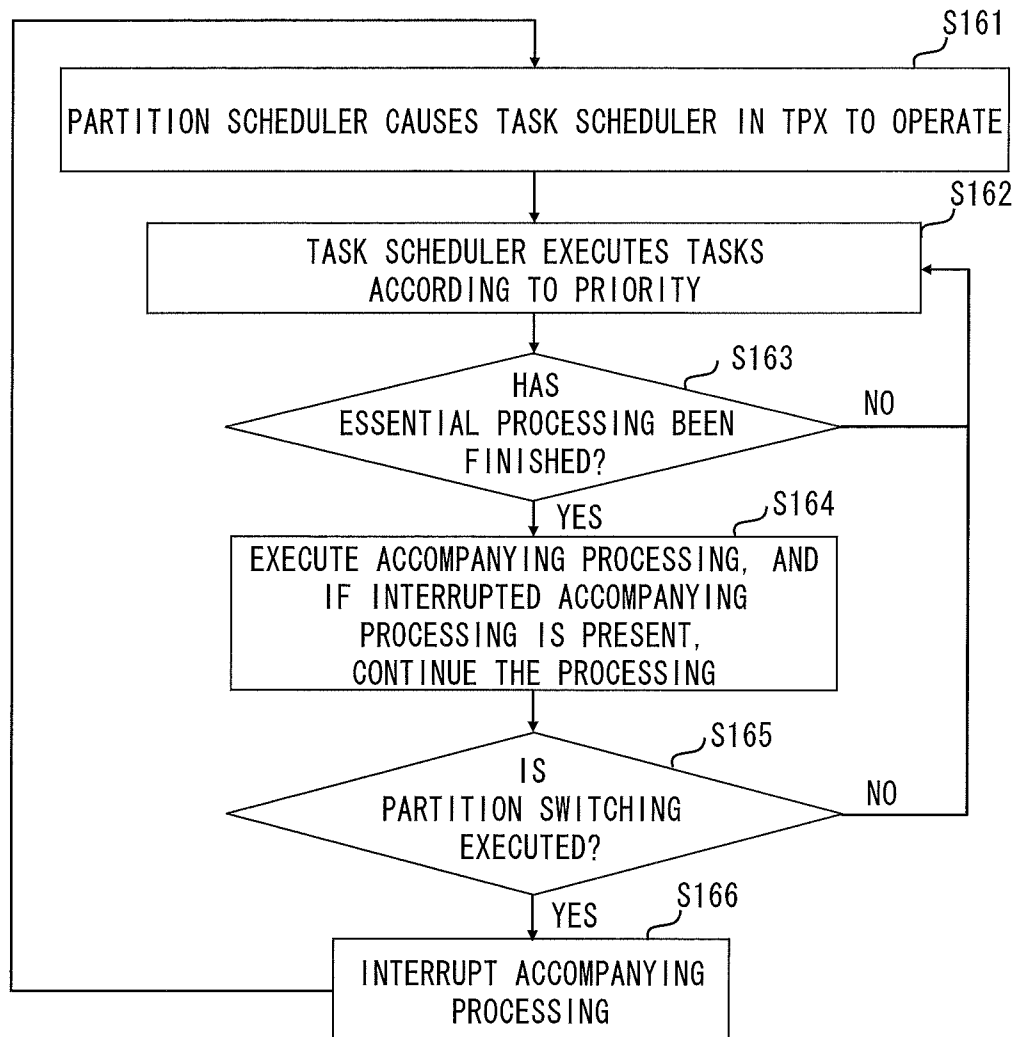 S161
PARTITION SCHEDULER CAUSES TASK SCHEDULER IN TPX TO OPERATE
S162
TASK SCHEDULER EXECUTES TASKS
ACCORDING TO PRIORITY
S163
HAS
ESSENTIAL PROCESSING BEEN
FINISHED?
NO
YES
S164
EXECUTE ACCOMPANYING PROCESSING, AND
IF INTERRUPTED ACCOMPANYING
PROCESSING IS PRESENT,
CONTINUE THE PROCESSING
S165
IS
PARTITION SWITCHING
EXECUTED?
NO
YES
S166
INTERRUPT ACCOMPANYING
PROCESSING